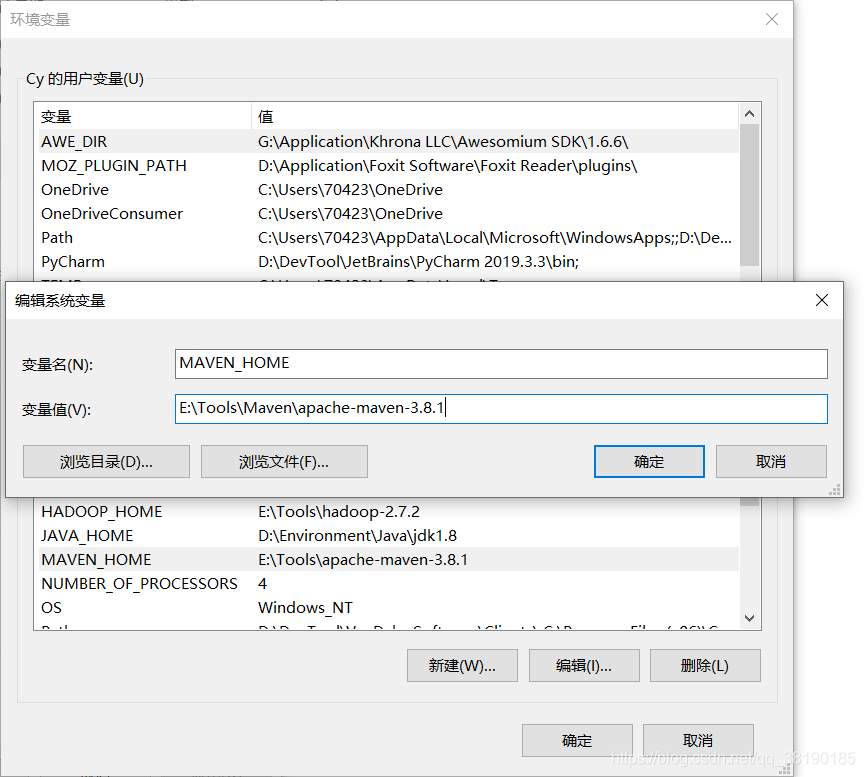 环境变量
Cy 的用户变量(U)
变量 值
AWE_DIR G:\Application\Khrona LLC\Awesomium SDK\1.6.6\
MOZ_PLUGIN_PATH D:\Application\Foxit Software\Foxit Reader\plugins\
OneDrive C:\Users\70423\OneDrive
OneDriveConsumer C:\Users\70423\OneDrive
Path C:\Users\70423\AppData\Local\Microsoft\WindowsApps;;D:\De...
PyCharm D:\DevTool\JetBrains\PyCharm 2019.3.3\bin;
编辑系统变量
变量名(N): MAVEN_HOME
变量值(V): E:\Tools\Maven\apache-maven-3.8.1
浏览目录(D)... 浏览文件(F)... 确定 取消
HADOOP_HOME E:\Tools\hadoop-2.7.2
JAVA_HOME D:\Environment\Java\jdk1.8
MAVEN_HOME E:\Tools\apache-maven-3.8.1
NUMBER_OF_PROCESSORS 4
OS Windows_NT
新建(W)... 编辑(I)... 删除(L)
确定 取消
https://blog.csdn.net/qq_38190185